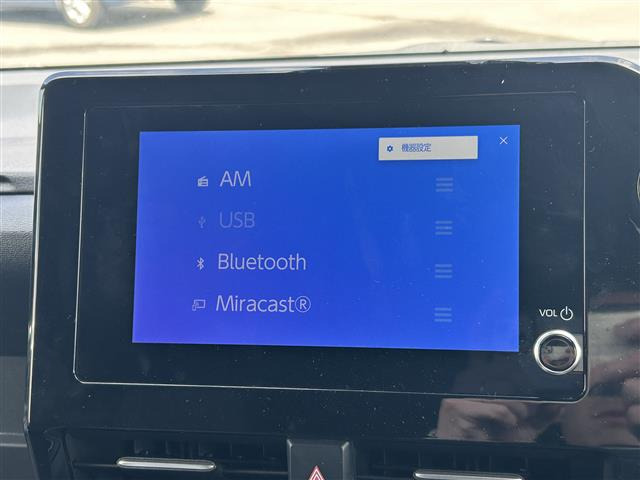 機器設定
AM
USB
Bluetooth
Miracast®
VOL